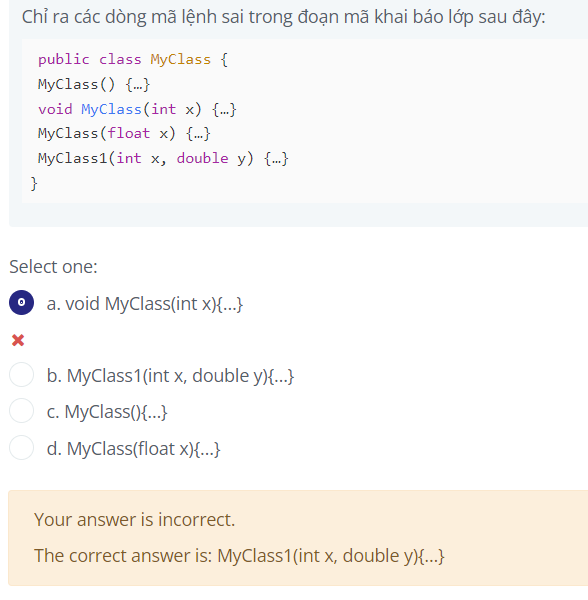 Chỉ ra các dòng mã lệnh sai trong đoạn mã khai báo lớp sau đây:
public class MyClass {
MyClass() {…}
void MyClass(int x) {…}
MyClass(float x) {…}
MyClass1(int x, double y) {…}
}
Select one:
a. void MyClass(int x){...}
b. MyClass1(int x, double y){...}
c. MyClass(){...}
d. MyClass(float x){...}
Your answer is incorrect.
The correct answer is: MyClass1(int x, double y){...}